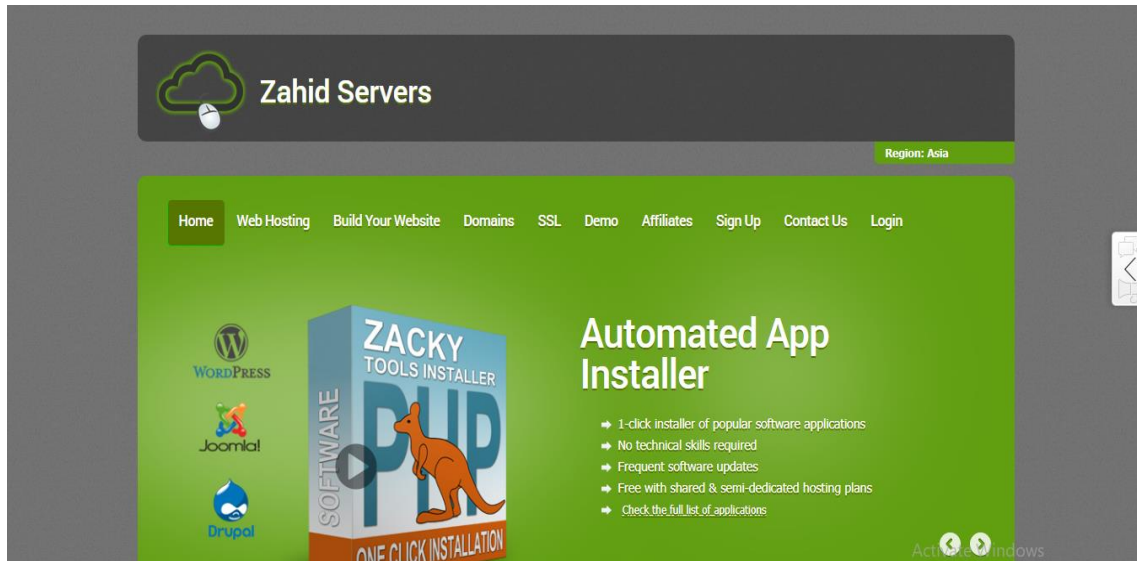 Zahid Servers
Region: Asia
Home Web Hosting Build Your Website Domains SSL Demo Affiliates Sign Up Contact Us Login
WORDPRESS
Joomla!
Drupal
SOFTWARE
ZACKY
TOOLS INSTALLER
PHP
ONE CLICK INSTALLATION
Automated App
Installer
1-click installer of popular software applications
No technical skills required
Frequent software updates
Free with shared & semi-dedicated hosting plans
Check the full list of applications
Activate Windows